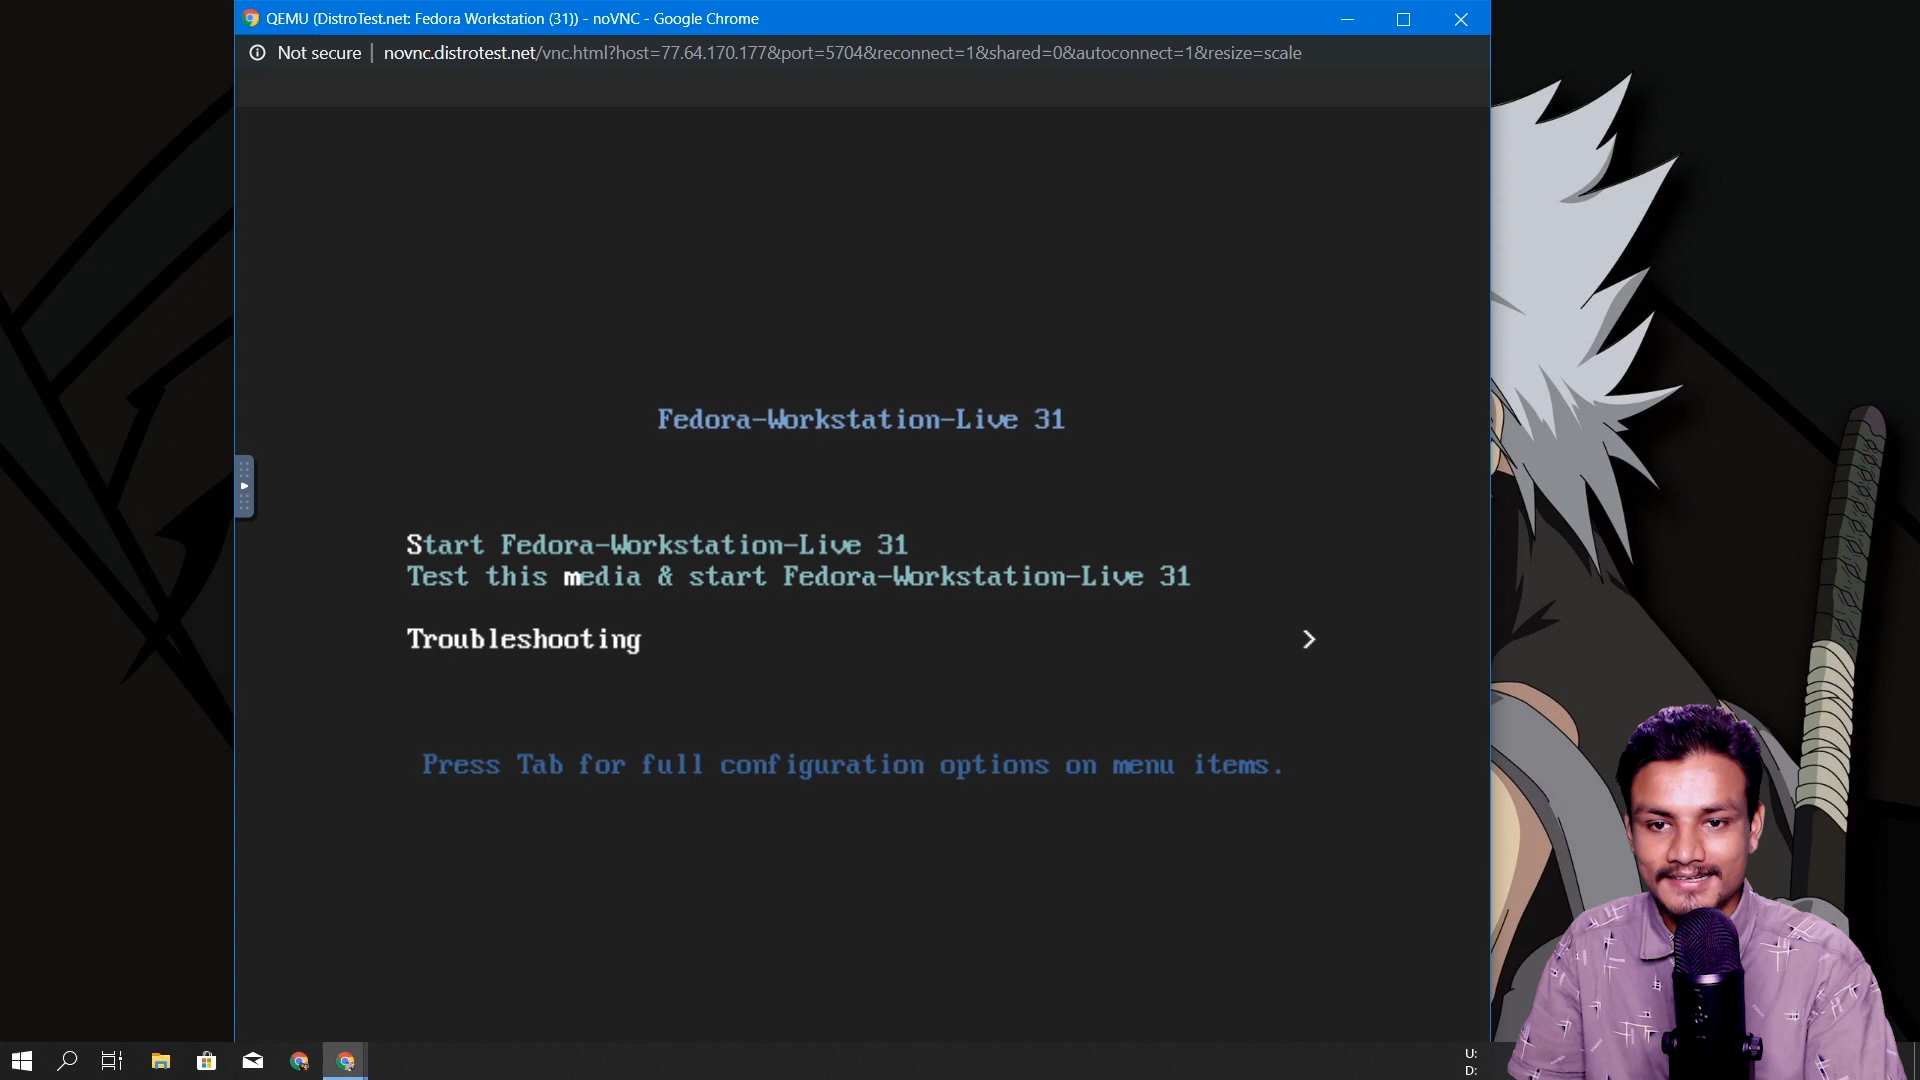 QEMU (DistroTest.net: Fedora Workstation (31)) - noVNC - Google Chrome
Not secure | novnc.distrotest.net/vnc.html?host=77.64.170.177&port=5704&reconnect=1&shared=0&autoconnect=1&resize=scale
Fedora-Workstation-Live 31
Start Fedora-Workstation-Live 31
Test this media & start Fedora-Workstation-Live 31
Troubleshooting >
Press Tab for full configuration options on menu items.
U:
D: